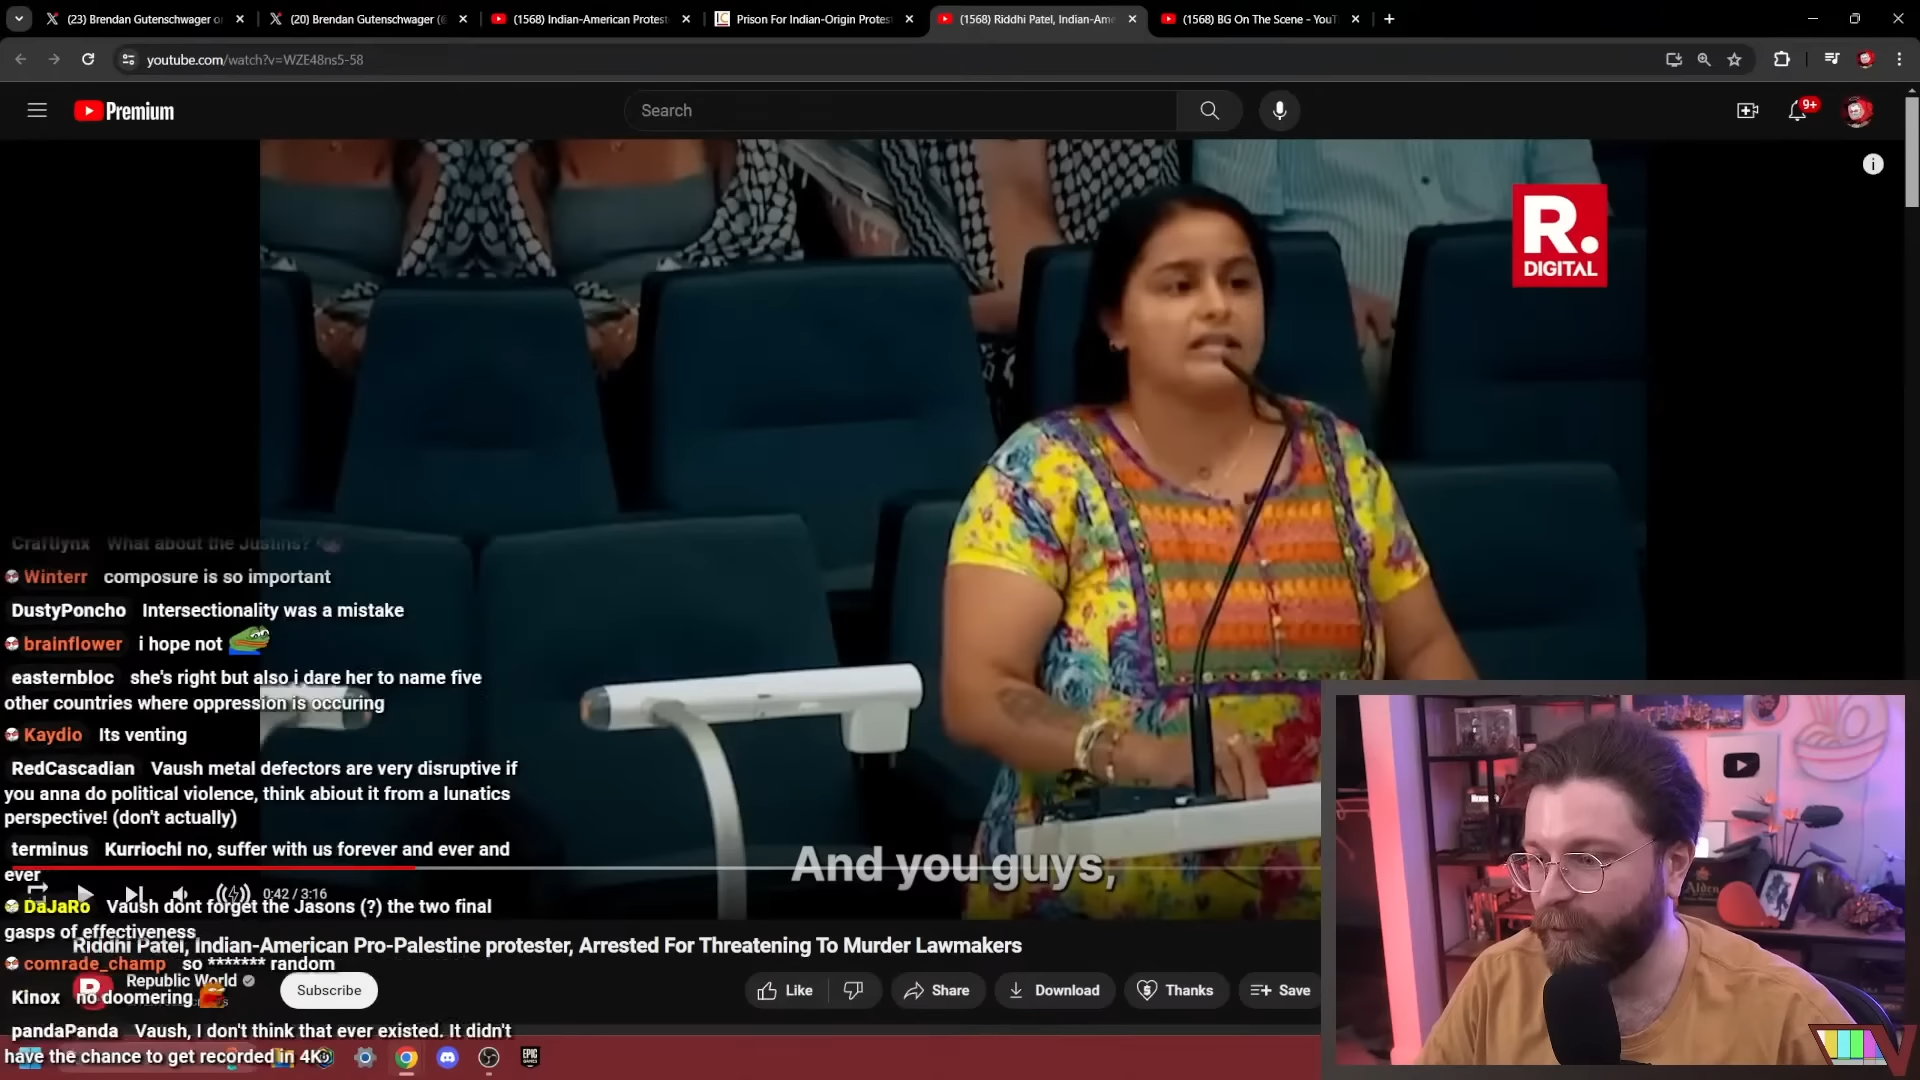 (23) Brendan Gutenschwager o
(20) Brendan Gutenschwager (
(1568) Indian-American Protest
Prison For Indian-Origin Protes
(1568) Riddhi Patel, Indian-Ame
(1568) BG On The Scene - YouT
youtube.com/watch?v=WZE48ns5-58
Premium
Search
9+
R.
DIGITAL
Craftlynx What about the Justins?
Winterr composure is so important
DustyPoncho Intersectionality was a mistake
brainflower i hope not
easternbloc she's right but also i dare her to name five
other countries where oppression is occuring
Kaydio Its venting
RedCascadian Vaush metal defectors are very disruptive if
you anna do political violence, think abiout it from a lunatics
perspective! (don't actually)
terminus Kurriochi no, suffer with us forever and ever and
ever
And you guys,
0:42 / 3:16
DaJaRo Vaush dont forget the Jasons (?) the two final
gasps of effectiveness
Riddhi Patel, Indian-American Pro-Palestine protester, Arrested For Threatening To Murder Lawmakers
comrade_champ so ******* random
Republic World
Subscribe
Like
Share
Download
Thanks
Save
Kinox no doomering
pandaPanda Vaush, I don't think that ever existed. It didn't
have the chance to get recorded in 4K
EPIC
GAMES
Alden